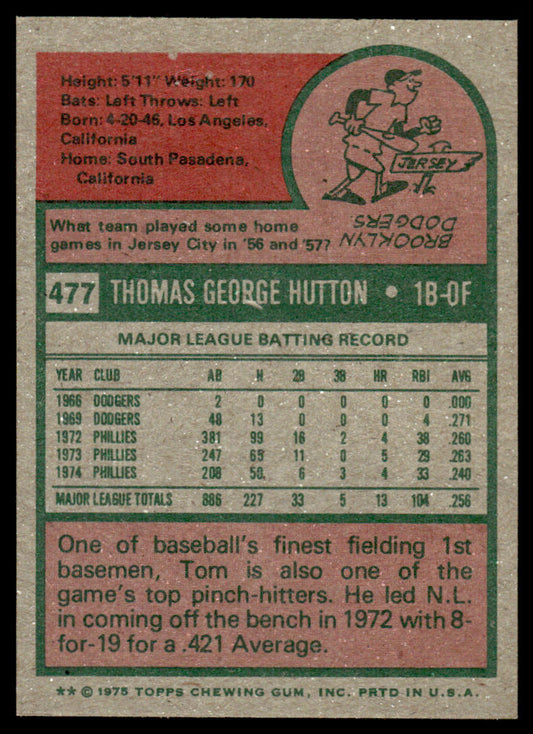 Height: 5'11" Weight: 170
Bats: Left Throws: Left
Born: 4-20-46, Los Angeles,
California
Home: South Pasadena,
California
JERSEY
What team played some home
games in Jersey City in '56 and '57?
BROOKLYN
DODGERS
477 THOMAS GEORGE HUTTON • 1B-OF
MAJOR LEAGUE BATTING RECORD
YEAR CLUB AB H 2B 3B HR RBI AVG
1966 DODGERS 2 0 0 0 0 0 .000
1969 DODGERS 48 13 0 0 0 4 .271
1972 PHILLIES 381 99 16 2 4 38 .260
1973 PHILLIES 247 65 11 0 5 29 .263
1974 PHILLIES 208 50. 6 3 4 33 .240
MAJOR LEAGUE TOTALS 886 227 33 5 13 104 .256
One of baseball's finest fielding 1st
basemen, Tom is also one of the
game's top pinch-hitters. He led N.L.
in coming off the bench in 1972 with 8-
for-19 for a .421 Average.
** © 1975 TOPPS CHEWING GUM, INC. PRTD IN U.S.A.